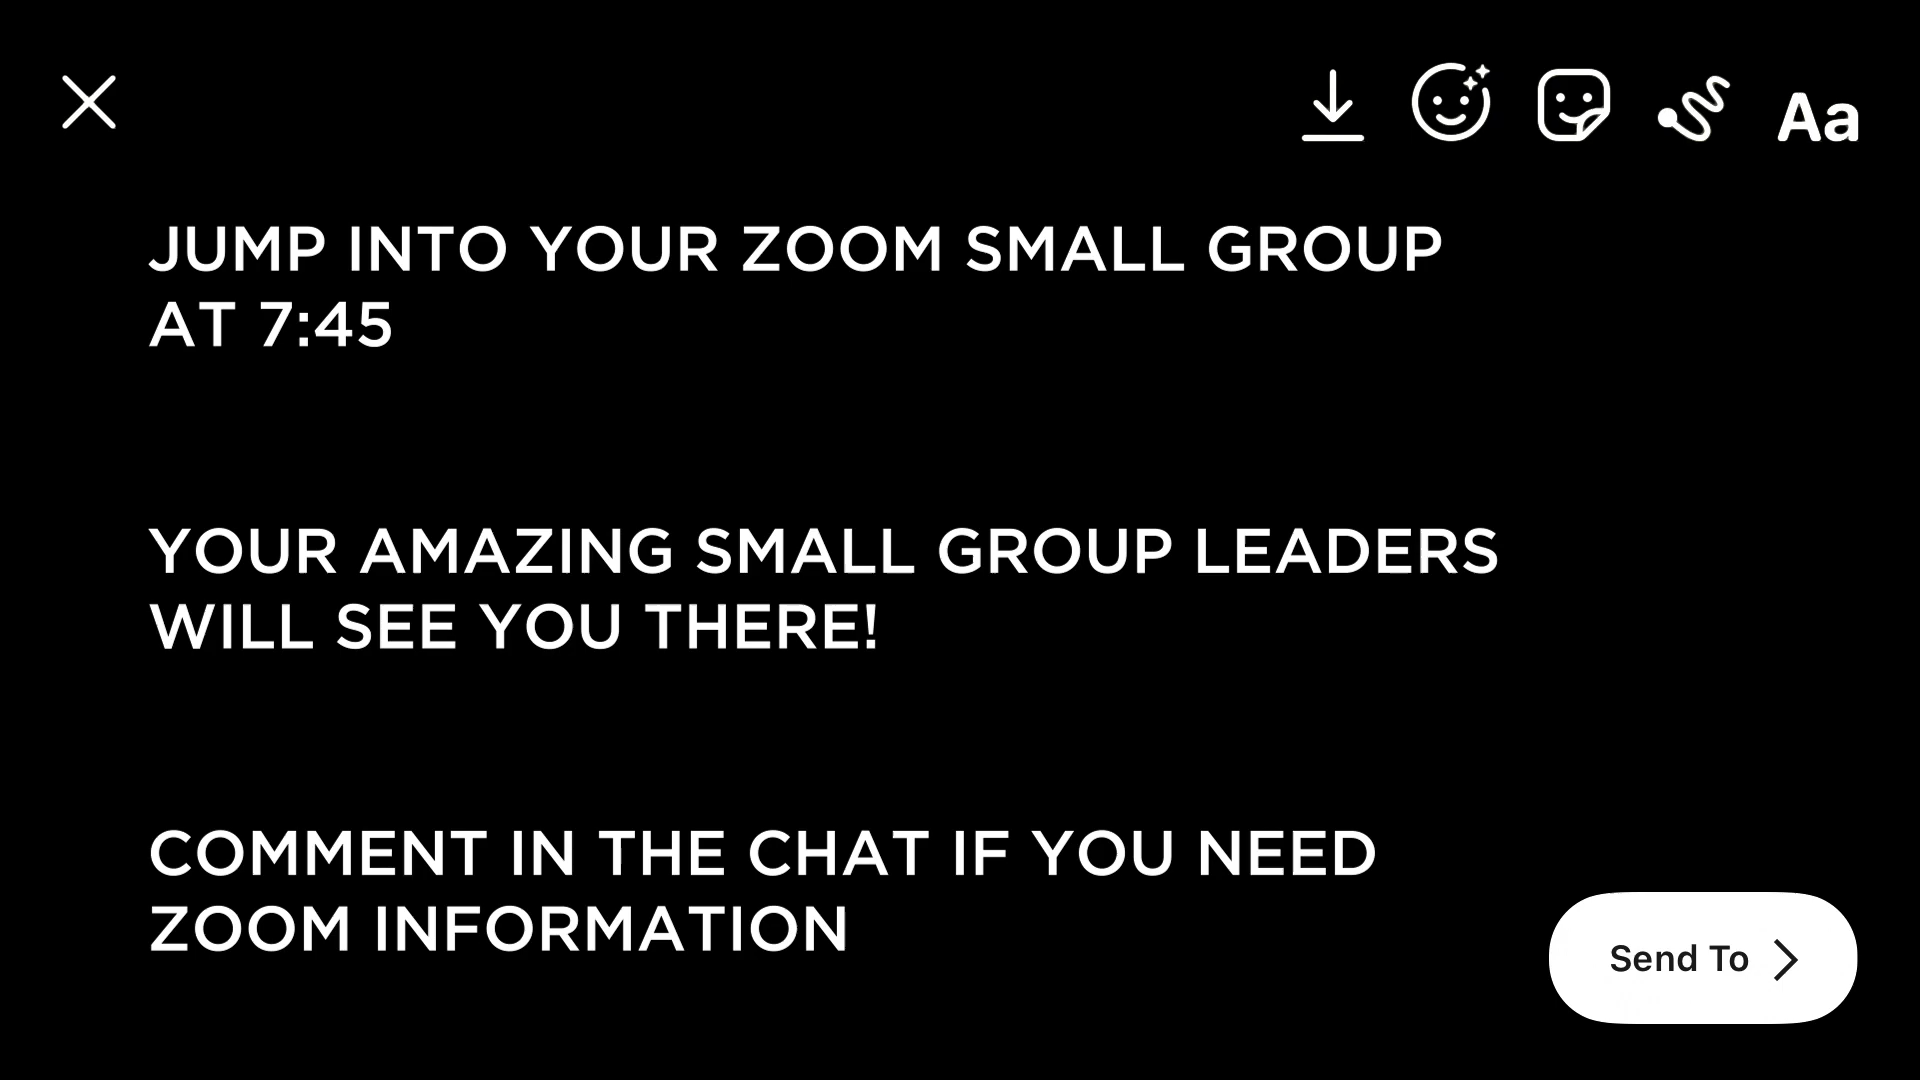 Aa
JUMP INTO YOUR ZOOM SMALL GROUP
AT 7:45
YOUR AMAZING SMALL GROUP LEADERS
WILL SEE YOU THERE!
COMMENT IN THE CHAT IF YOU NEED
ZOOM INFORMATION
Send To